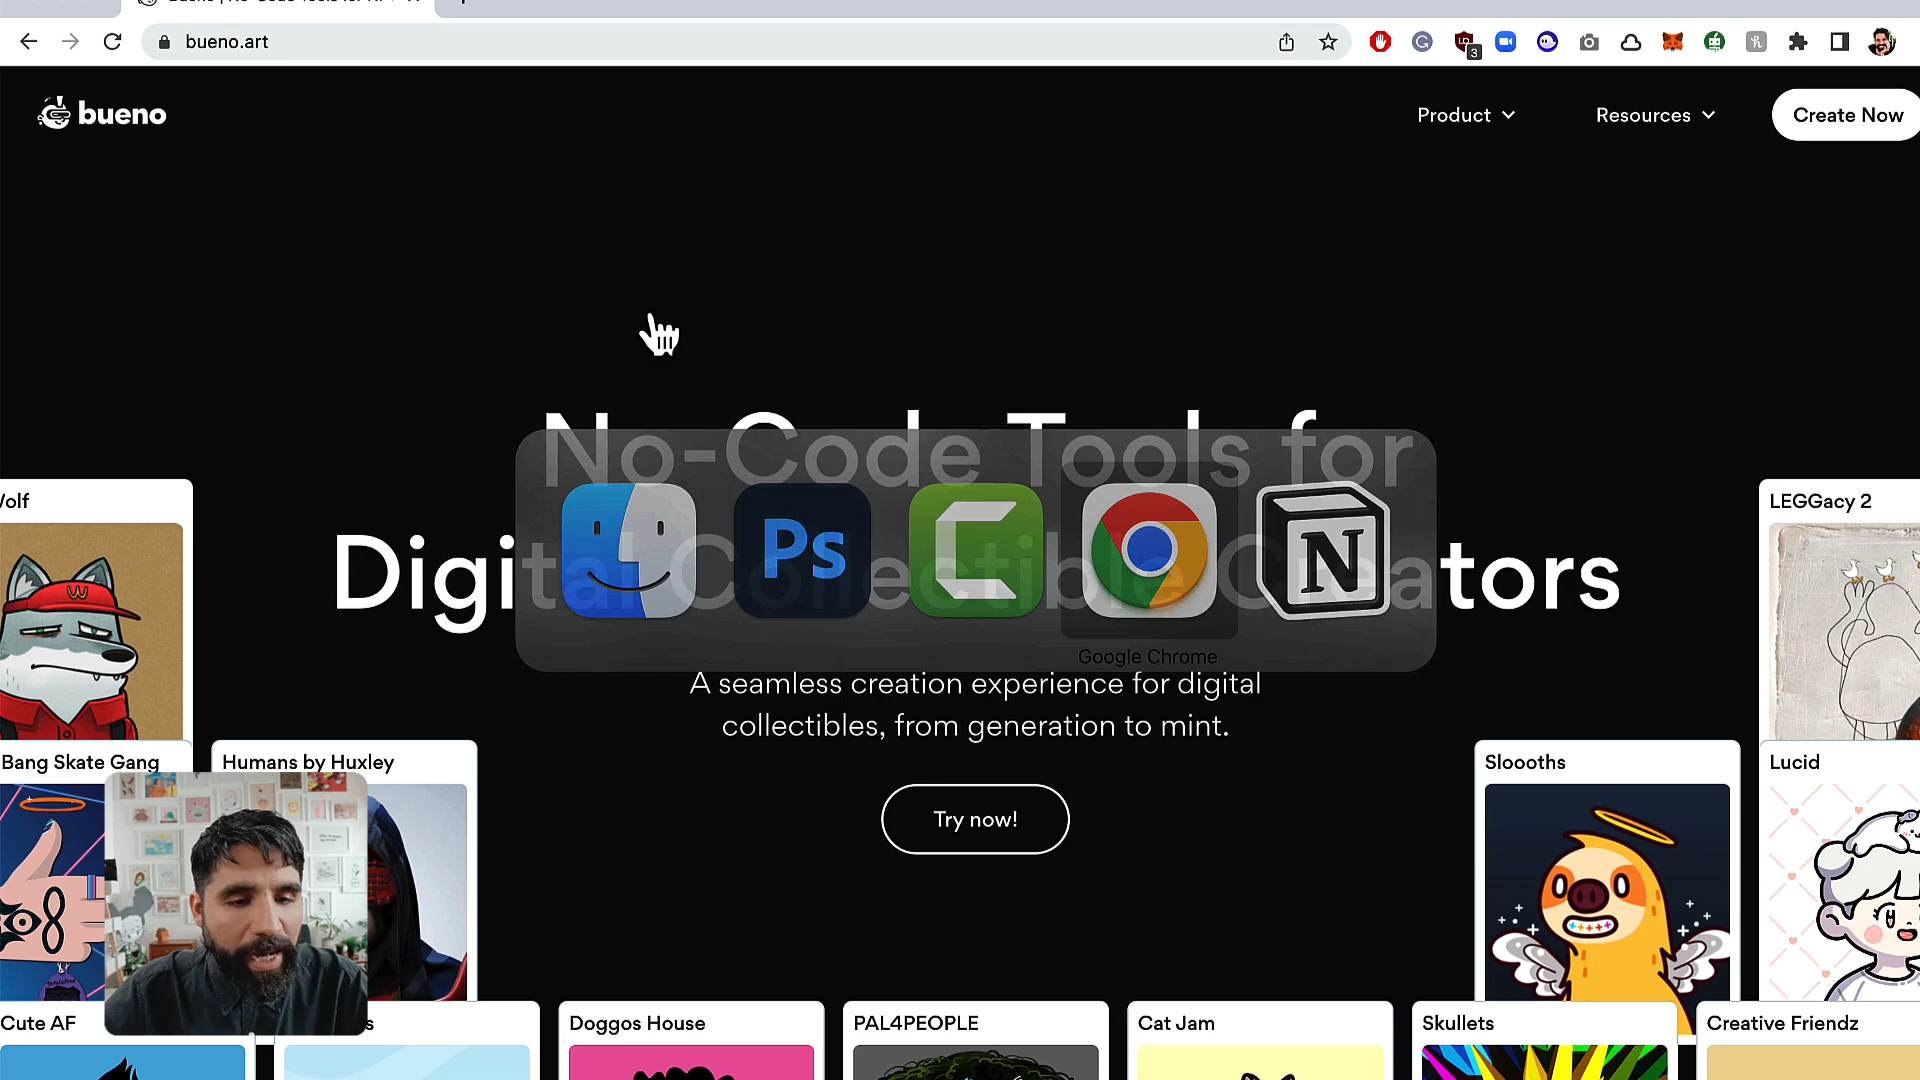 bueno.art
3
bueno
Product
Resources
Create Now
No-Code Tools for
Digital Collectible Creators
Ps
Google Chrome
A seamless creation experience for digital
collectibles, from generation to mint.
Try now!
LEGGacy 2
Bang Skate Gang
Humans by Huxley
Sloooths
Lucid
Cute AF
Doggos House
PAL4PEOPLE
Cat Jam
Skullets
Creative Friendz